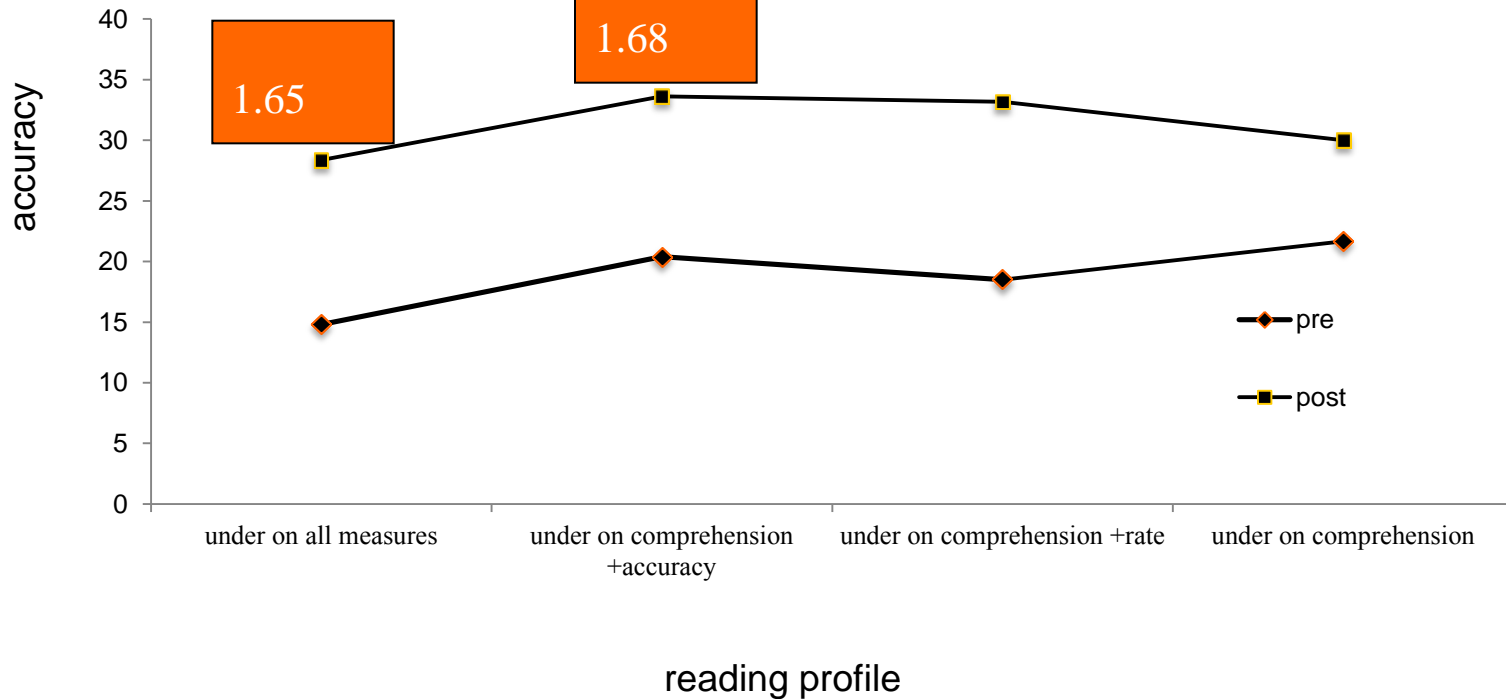 40
35
30
25
20
15
10
5
0
accuracy
1.65
1.68
pre
post
under on all measures
under on comprehension
+accuracy
under on comprehension +rate
under on comprehension
reading profile